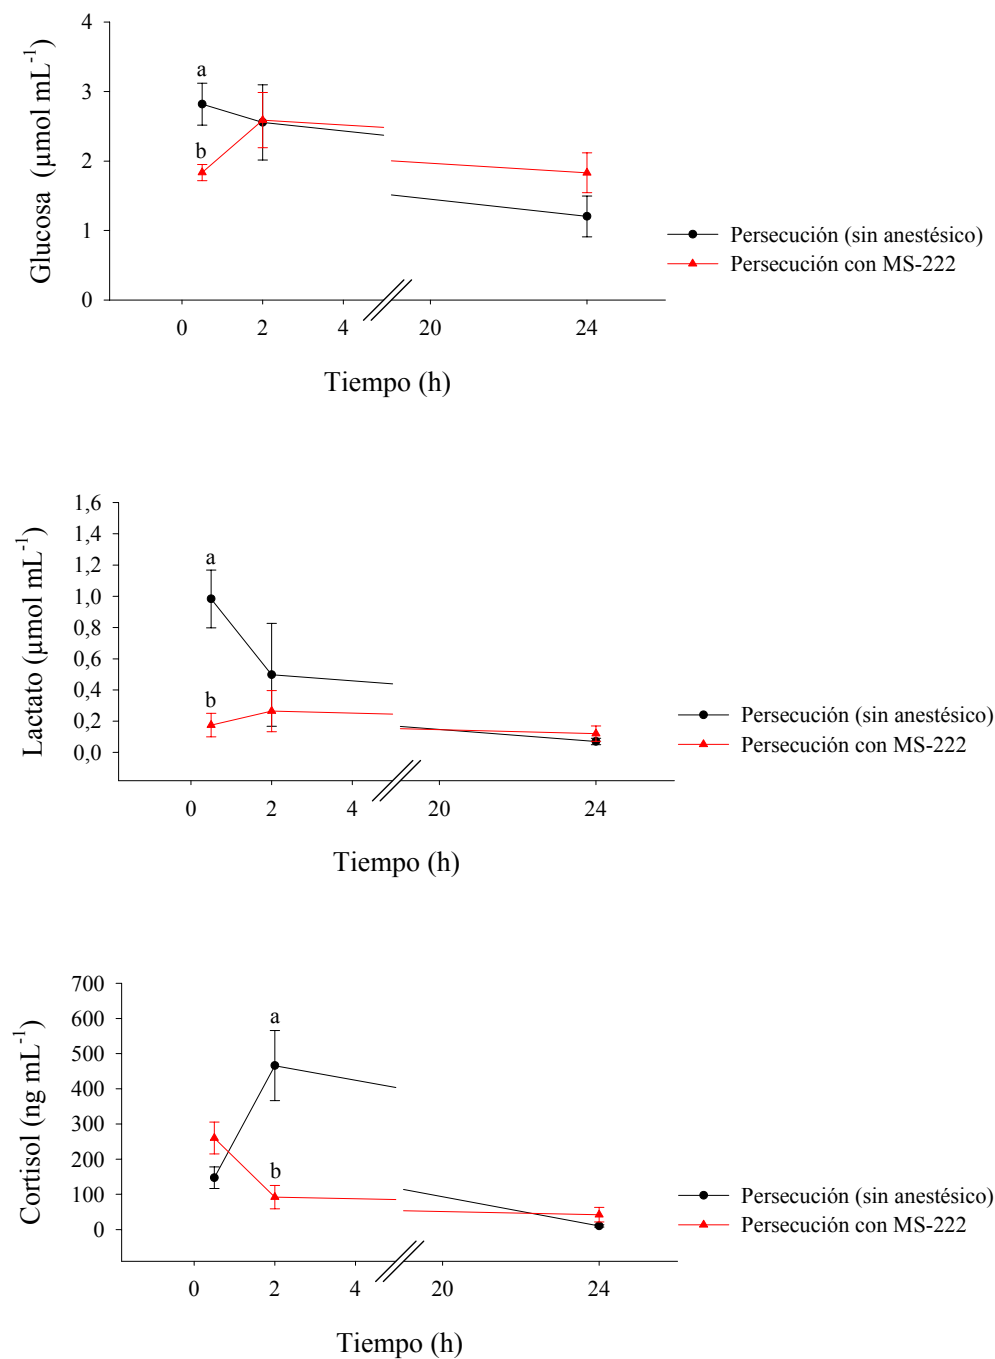 4
3
2
1
0
Glucosa (µmol mL-1)
a
b
0 2 4 20 24
Tiempo (h)
Persecución (sin anestésico)
Persecución con MS-222
1,6
1,4
1,2
1,0
0,8
0,6
0,4
0,2
0,0
Lactato (µmol mL-1)
a
b
0 2 4 20 24
Tiempo (h)
Persecución (sin anestésico)
Persecución con MS-222
700
600
500
400
300
200
100
0
Cortisol (ng mL-1)
a
b
0 2 4 20 24
Tiempo (h)
Persecución (sin anestésico)
Persecución con MS-222